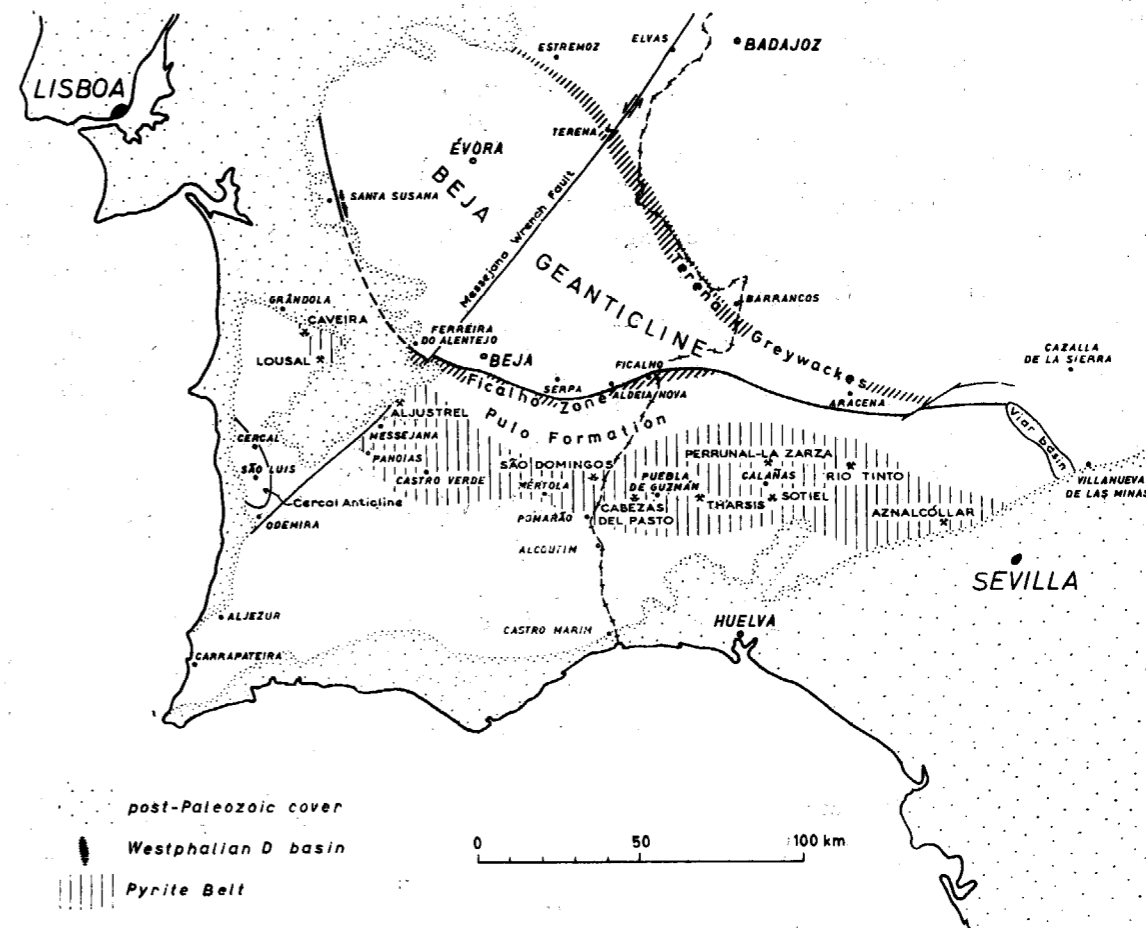 ESTREMOZ
ELVAS
BADAJOZ
LISBOA
TERENA
ÉVORA
BEJA
SANTA SUSANA
Messejana Wrench Fault
GEANTICLINE
Terena Greywackes
BARRANCOS
GRÂNDOLA
CAVEIRA
LOUSAL
FERREIRA
DO ALENTEJO
BEJA
FICALHO
CAZALLA
DE LA SIERRA
SERPA
ALDEIA NOVA
ARACENA
Ficalho Zone
Pulo Formation
Viar basin
ALJUSTREL
MESSEJANA
PANOIAS
CASTRO VERDE
CERCAL
SÃO LUIS
Cercal Anticline
ODEMIRA
SÃO DOMINGOS
MÉRTOLA
POMARÃO
ALCOUTIM
PERRUNAL-LA ZARZA
PUEBLA
DE GUZMÁN
CALAÑAS
RIO TINTO
CABEZAS
DEL PASTO
THARSIS
SOTIEL
AZNALCÓLLAR
VILLANUEVA
DE LAS MINAS
SEVILLA
ALJEZUR
CASTRO MARIM
HUELVA
CARRAPATEIRA
post-Paleozoic cover
Westphalian D basin
Pyrite Belt
0 50 100 km